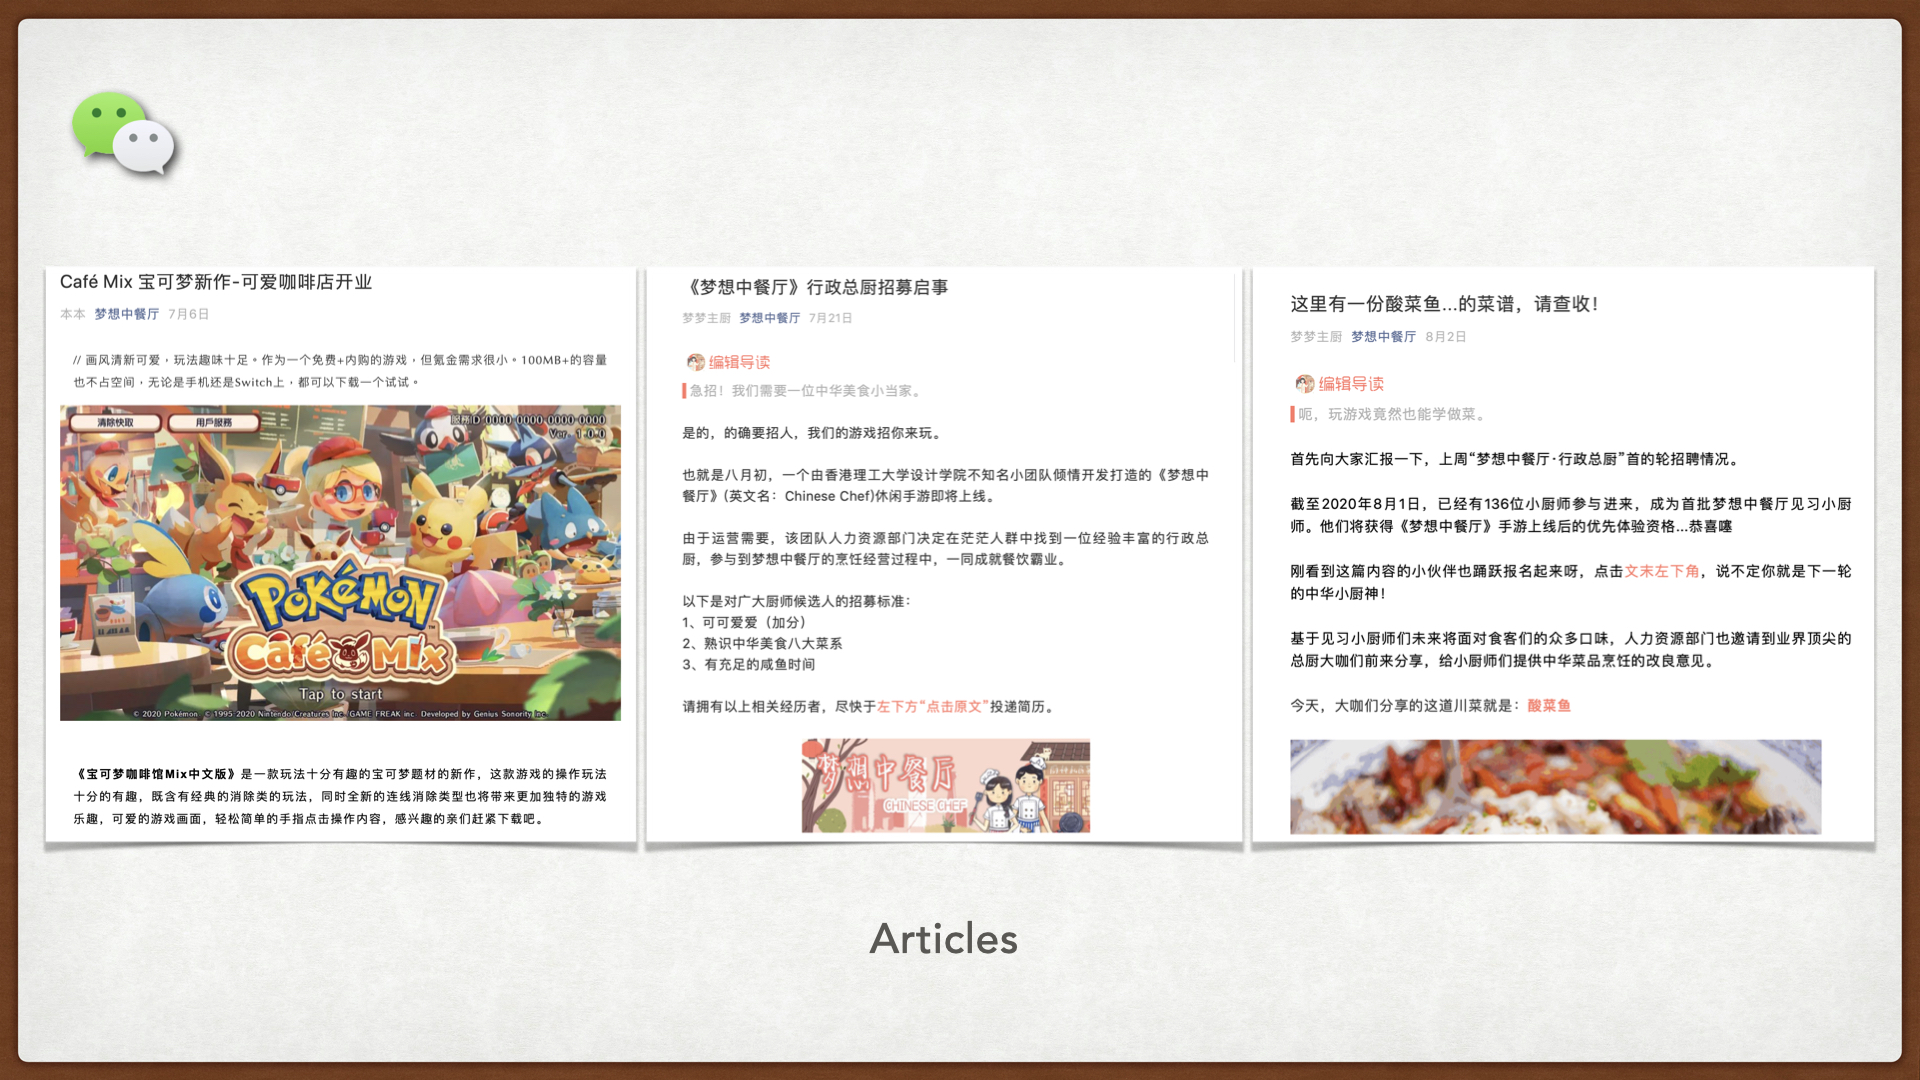 Café Mix 宝可梦新作-可爱咖啡店开业
本本 梦想中餐厅 7月6日
// 画风清新可爱，玩法趣味十足。作为一个免费+内购的游戏，但氪金需求很小。100MB+的容量
也不占空间，无论是手机还是Switch上，都可以下载一个试试。
清除快取
用戶服務
服務ID:0000-0000-0000-0000
Ver. 1.0.0
POKÉMON
Café Mix
Tap to start
© 2020 Pokémon. © 1995-2020 Nintendo/Creatures Inc./GAME FREAK inc. Developed by Genius Sonority Inc.
《宝可梦咖啡馆Mix中文版》是一款玩法十分有趣的宝可梦题材的新作，这款游戏的操作玩法
十分的有趣，既含有经典的消除类的玩法，同时全新的连线消除类型也将带来更加独特的游戏
乐趣，可爱的游戏画面，轻松简单的手指点击操作内容，感兴趣的亲们赶紧下载吧。
《梦想中餐厅》行政总厨招募启事
梦梦主厨 梦想中餐厅 7月21日
编辑导读
急招！我们需要一位中华美食小当家。
是的，的确要招人，我们的游戏招你来玩。
也就是八月初，一个由香港理工大学设计学院不知名小团队倾情开发打造的《梦想中
餐厅》（英文名：Chinese Chef)休闲手游即将上线。
由于运营需要，该团队人力资源部门决定在茫茫人群中找到一位经验丰富的行政总
厨，参与到梦想中餐厅的烹饪经营过程中，一同成就餐饮霸业。
以下是对广大厨师候选人的招募标准：
1、可可爱爱（加分）
2、熟识中华美食八大菜系
3、有充足的咸鱼时间
请拥有以上相关经历者，尽快于左下方“点击原文”投递简历。
梦想中餐厅
CHINESE CHEF
这里有一份酸菜鱼...的菜谱，请查收！
梦梦主厨 梦想中餐厅 8月2日
编辑导读
呃，玩游戏竟然也能学做菜。
首先向大家汇报一下，上周“梦想中餐厅·行政总厨”首的轮招聘情况。
截至2020年8月1日，已经有136位小厨师参与进来，成为首批梦想中餐厅见习小厨
师。他们将获得《梦想中餐厅》手游上线后的优先体验资格...恭喜噻
刚看到这篇内容的小伙伴也踊跃报名起来呀，点击文末左下角，说不定你就是下一轮
的中华小厨神！
基于见习小厨师们未来将面对食客们的众多口味，人力资源部门也邀请到业界顶尖的
总厨大咖们前来分享，给小厨师们提供中华菜品烹饪的改良意见。
今天，大咖们分享的这道川菜就是：酸菜鱼
Articles